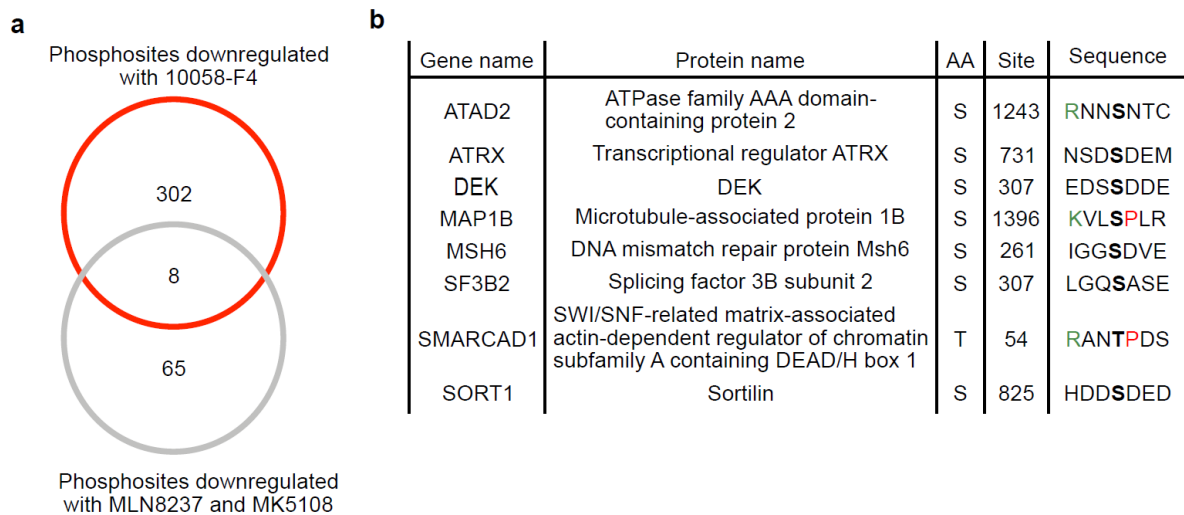 a
Phosphosites downregulated
with 10058-F4
302
8
65
Phosphosites downregulated
with MLN8237 and MK5108
b
Gene name Protein name AA Site Sequence
ATAD2 ATPase family AAA domain-
containing protein 2 S 1243 RNNSNTC
ATRX Transcriptional regulator ATRX S 731 NSDSDEM
DEK DEK S 307 EDSSDDE
MAP1B Microtubule-associated protein 1B S 1396 KVLSPLR
MSH6 DNA mismatch repair protein Msh6 S 261 IGGSDVE
SF3B2 Splicing factor 3B subunit 2 S 307 LGQSASE
SWI/SNF-related matrix-associated
SMARCAD1 actin-dependent regulator of chromatin T 54 RANTPDS
subfamily A containing DEAD/H box 1
SORT1 Sortilin S 825 HDDSDED